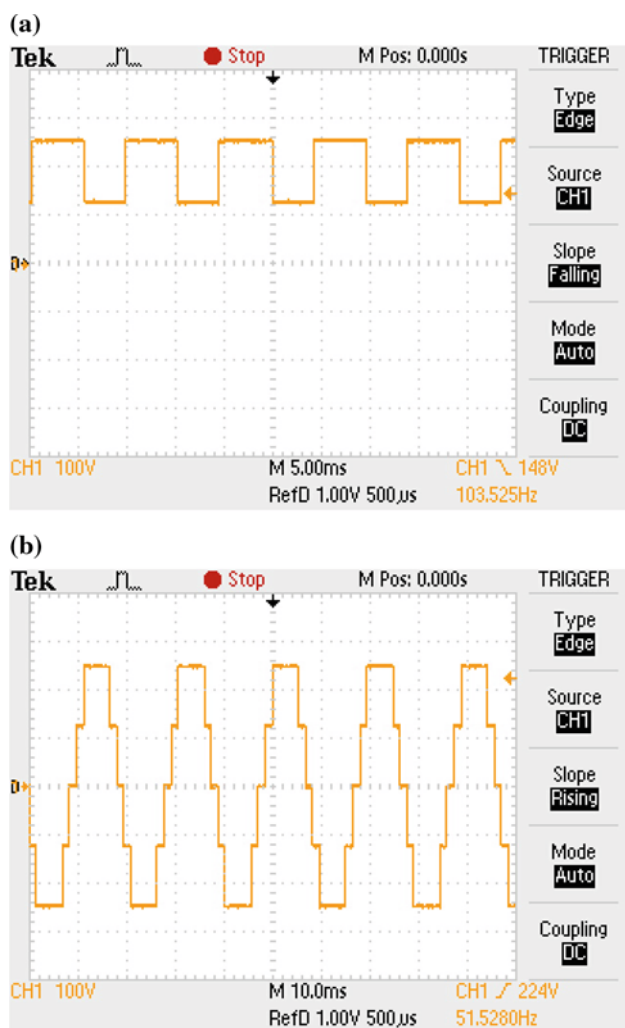 (a)
Tek Stop M Pos: 0.000s TRIGGER
Type
Edge
Source
CH1
Slope
Falling
Mode
Auto
Coupling
DC
CH1 100V M 5.00ms CH1 148V
RefD 1.00V 500µs 103.525Hz
(b)
Tek Stop M Pos: 0.000s TRIGGER
Type
Edge
Source
CH1
Slope
Rising
Mode
Auto
Coupling
DC
CH1 100V M 10.0ms CH1 224V
RefD 1.00V 500µs 51.5280Hz